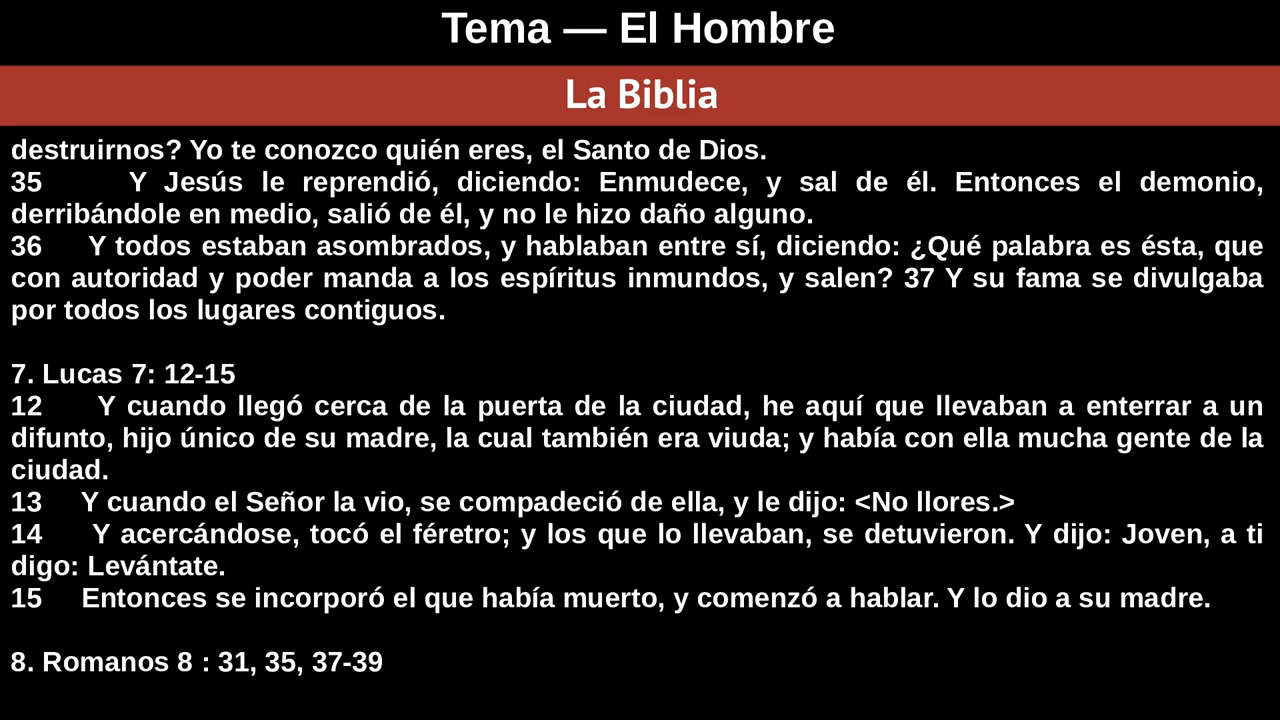 Tema — El Hombre
La Biblia
destruirnos? Yo te conozco quién eres, el Santo de Dios.
35 Y Jesús le reprendió, diciendo: Enmudece, y sal de él. Entonces el demonio,
derribándole en medio, salió de él, y no le hizo daño alguno.
36 Y todos estaban asombrados, y hablaban entre sí, diciendo: ¿Qué palabra es ésta, que
con autoridad y poder manda a los espíritus inmundos, y salen? 37 Y su fama se divulgaba
por todos los lugares contiguos.
7. Lucas 7: 12-15
12 Y cuando llegó cerca de la puerta de la ciudad, he aquí que llevaban a enterrar a un
difunto, hijo único de su madre, la cual también era viuda; y había con ella mucha gente de la
ciudad.
13 Y cuando el Señor la vio, se compadeció de ella, y le dijo: <No llores.>
14 Y acercándose, tocó el féretro; y los que lo llevaban, se detuvieron. Y dijo: Joven, a ti
digo: Levántate.
15 Entonces se incorporó el que había muerto, y comenzó a hablar. Y lo dio a su madre.
8. Romanos 8 : 31, 35, 37-39